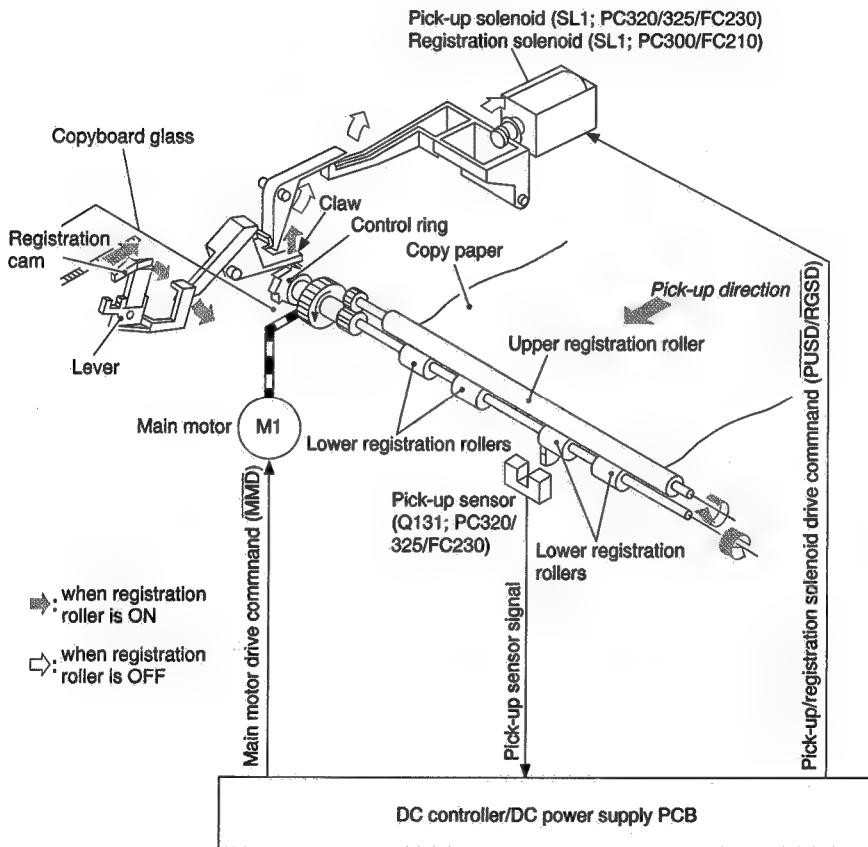 Pick-up solenoid (SL1; PC320/325/FC230)
Registration solenoid (SL1; PC300/FC210)
Copyboard glass
Claw
Control ring
Registration
cam
Copy paper
Pick-up direction
Lever
Upper registration roller
Main motor
M1
Lower registration rollers
Pick-up sensor
(Q131; PC320/
325/FC230)
Lower registration
rollers
Main motor drive commnand (MMD)
Pick-up sensor signal
Pick-up/registration solenoid drive command (PUSD/RGSD)
: when registration
roller is ON
: when registration
roller is OFF
DC controller/DC power supply PCB